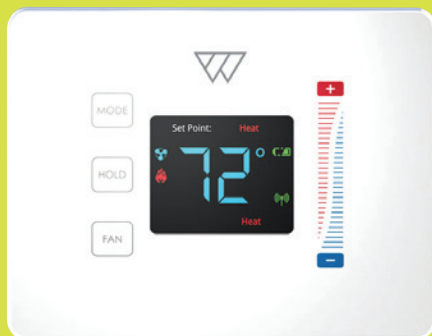 +
MODE
Set Point: Heat
72°
HOLD
Heat
FAN
−